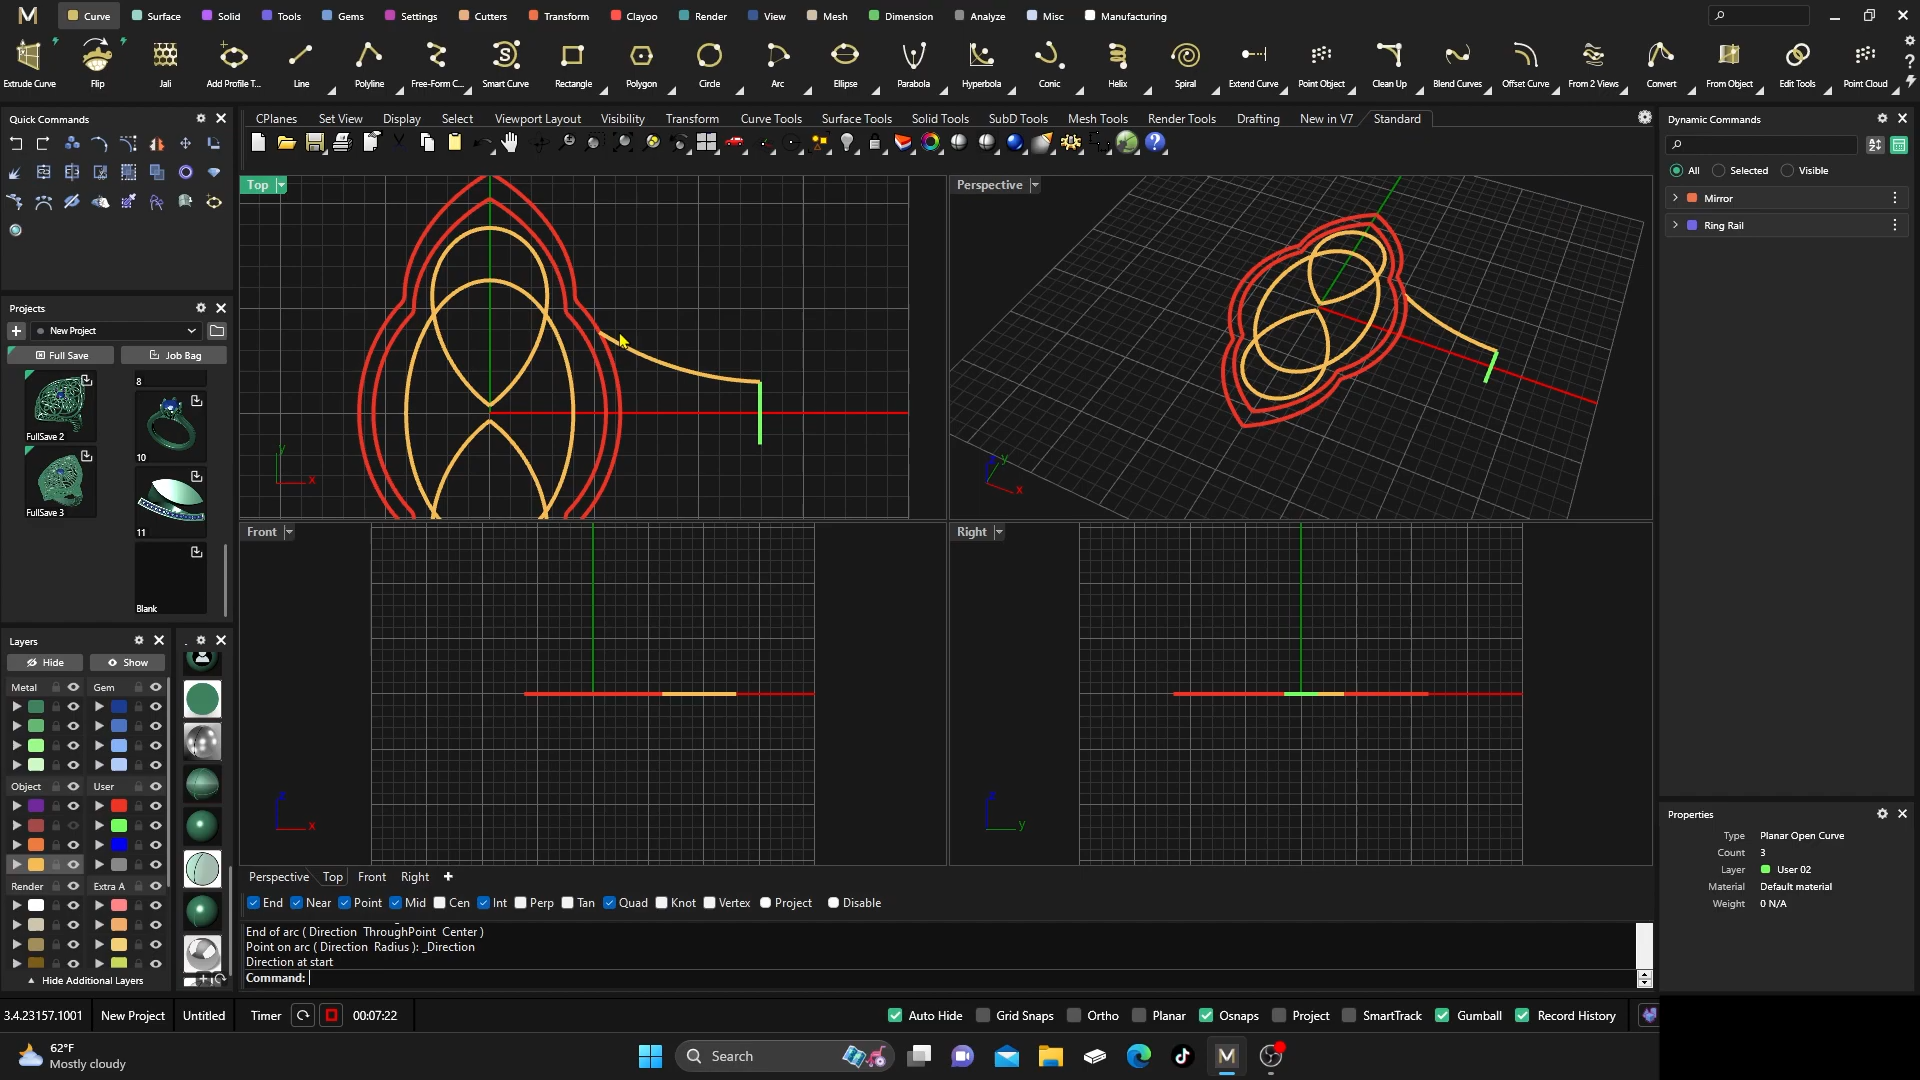 Curve
Surface
Solid
Tools
Gems
Settings
Cutters
Transform
Clayoo
Render
View
Mesh
Dimension
Analyze
Misc
Manufacturing
Extrude Curve
Flip
Jali
Add Profile T...
Line
Polyline
Free-Form C...
Smart Curve
Rectangle
Polygon
Circle
Arc
Ellipse
Parabola
Hyperbola
Conic
Helix
Spiral
Extend Curve
Point Object
Clean Up
Blend Curves
Offset Curve
From 2 Views
Convert
From Object
Edit Tools
Point Cloud
Quick Commands
CPlanes
Set View
Display
Select
Viewport Layout
Visibility
Transform
Curve Tools
Surface Tools
Solid Tools
SubD Tools
Mesh Tools
Render Tools
Drafting
New in V7
Standard
Dynamic Commands
All
Selected
Visible
Mirror
Ring Rail
Projects
New Project
Full Save
Job Bag
FullSave 2
FullSave 3
8
10
11
Blank
Top
Perspective
Front
Right
x
y
x
y
x
y
Layers
Hide
Show
Metal
Gem
Object
User
Render
Extra A
Hide Additional Layers
Perspective
Top
Front
Right
End
Near
Point
Mid
Cen
Int
Perp
Tan
Quad
Knot
Vertex
Project
Disable
End of arc ( Direction  ThroughPoint  Center )
Point on arc ( Direction  Radius ): _Direction
Direction at start
Command:
Properties
Type Planar Open Curve
Count 3
Layer User 02
Material Default material
Weight 0 N/A
3.4.23157.1001
New Project
Untitled
Timer
00:07:22
Auto Hide
Grid Snaps
Ortho
Planar
Osnaps
Project
SmartTrack
Gumball
Record History
62°F
Mostly cloudy
Search